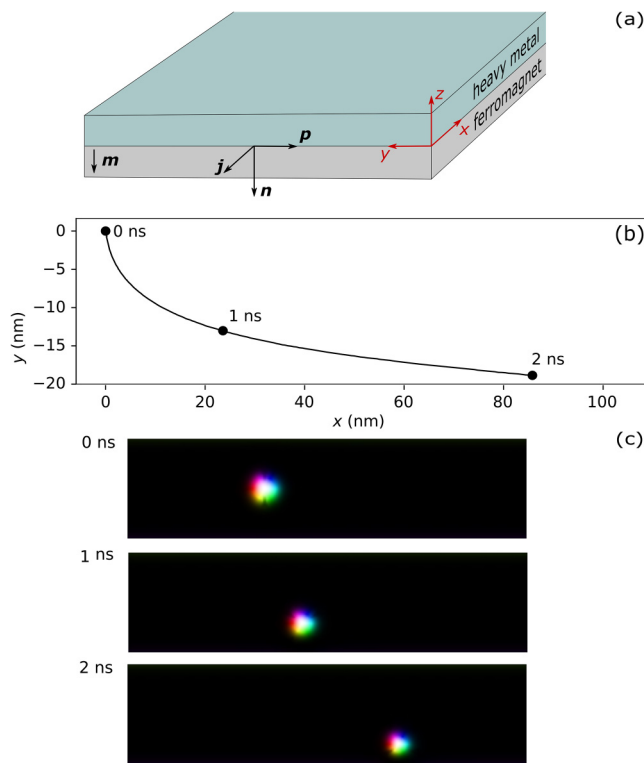 (a)
heavy metal
ferromagnet
z
x
y
p
j
n
m
(b)
0
−5
−10
−15
−20
y (nm)
0 ns
1 ns
2 ns
0 20 40 60 80 100
x (nm)
(c)
0 ns
1 ns
2 ns